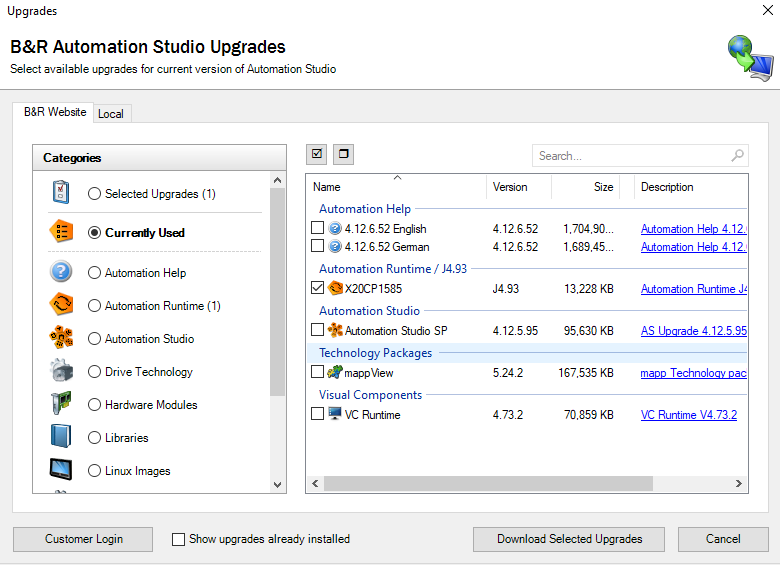 Upgrades
B&R Automation Studio Upgrades
Select available upgrades for current version of Automation Studio
B&R Website Local
Categories
Selected Upgrades (1)
Currently Used
Automation Help
Automation Runtime (1)
Automation Studio
Drive Technology
Hardware Modules
Libraries
Linux Images
Search...
Name Version Size Description
Automation Help
4.12.6.52 English 4.12.6.52 1,704,90... Automation Help 4.12.
4.12.6.52 German 4.12.6.52 1,689,45... Automation Help 4.12.
Automation Runtime / J4.93
X20CP1585 J4.93 13,228 KB Automation Runtime J4
Automation Studio
Automation Studio SP 4.12.5.95 95,630 KB AS Upgrade 4.12.5.95
Technology Packages
mappView 5.24.2 167,535 KB mapp Technology pac
Visual Components
VC Runtime 4.73.2 70,859 KB VC Runtime V4.73.2
Customer Login
Show upgrades already installed
Download Selected Upgrades
Cancel